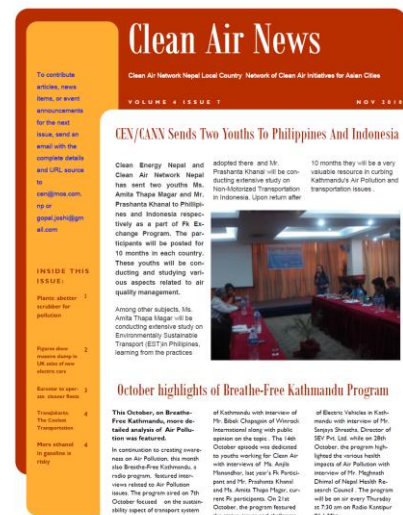 Clean Air News
Clean Air Network Nepal Local Country Network of Clean Air Initiatives for Asian Cities
VOLUME 4 ISSUE 7
NOV 2010
To contribute
articles, news
items, or event
announcements
for the next
issue, send an
email with the
complete details
and URL source
to
cen@mos.com.
np or
gopal.joshi@gm
ail.com
INSIDE THIS
ISSUE:
Plants: abettor 1
scrubber for
pollution
Figures show 2
massive slump in
UK sales of new
electric cars
3
TransJakarta: 4
The Coolest
Transportation
More ethanol 4
in gasoline is
risky
CEN/CANN Sends Two Youths To Philippines And Indonesia
Clean Energy Nepal and
Clean Air Network Nepal
has sent two youths Ms.
Amita Thapa Magar and Mr.
Prashanta Khanal to Philippi-
nes and Indonesia respec-
tively as a part of Fk Ex-
change Program. The par-
ticipants will be posted for
10 months in each country.
These youths will be con-
ducting and studying vari-
ous aspects related to air
quality management.
Among other subjects, Ms.
Amita Thapa Magar will be
conducting extensive study on
Environmentally Sustainable
Transport (EST)in Philippines,
learning from the practices
adopted there and Mr.
Prashanta Khanal will be con-
ducting extensive study on
Non-Motorized Transportation
in Indonesia. Upon return after
10 months they will be a very
valuable resource in curbing
Kathmandu's Air Pollution and
transportation issues .
October highlights of Breathe-Free Kathmandu Program
This October, on Breathe-
Free Kathmandu, more de-
tailed analysis of Air Pollu-
tion was featured.
In continuation to creating aware-
ness on Air Pollution, this month
also Breathe-Free Kathmandu, a
radio program, featured inter-
views related to Air Pollution
issues. The program aired on 7th
October focused on the sustain-
ability aspect of transport system
of Kathmandu with interview of
Mr. Bibek Chapagain of Winrock
International along with public
opinion on the topic . The 14th
October episode was dedicated
to youths working for Clean Air
with interviews of Ms. Anjila
Manandhar, last year's Fk Partici-
pant and Mr. Prashanta Khanal
and Ms. Amita Thapa Magar, cur-
rent Fk participants. On 21st
October, the program featured
of Electric Vehicles in Kath-
mandu with interview of Mr.
Sanjaya Shrestha, Director of
SEV Pvt. Ltd. while on 28th
October, the program high-
lighted the various health
impacts of Air Pollution with
interview of Mr. Meghnath
Dhimal of Nepal Health Re-
search Council . The program
will be on air every Thursday
at 7:30 am on Radio Kantipur